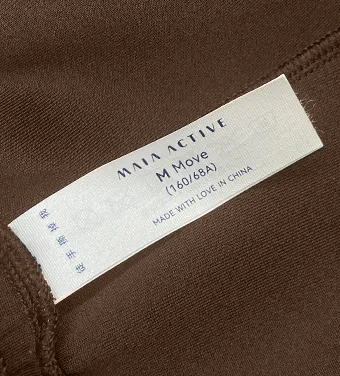 MAIA ACTIVE
M Move
(160/68A)
MADE WITH LOVE IN CHINA